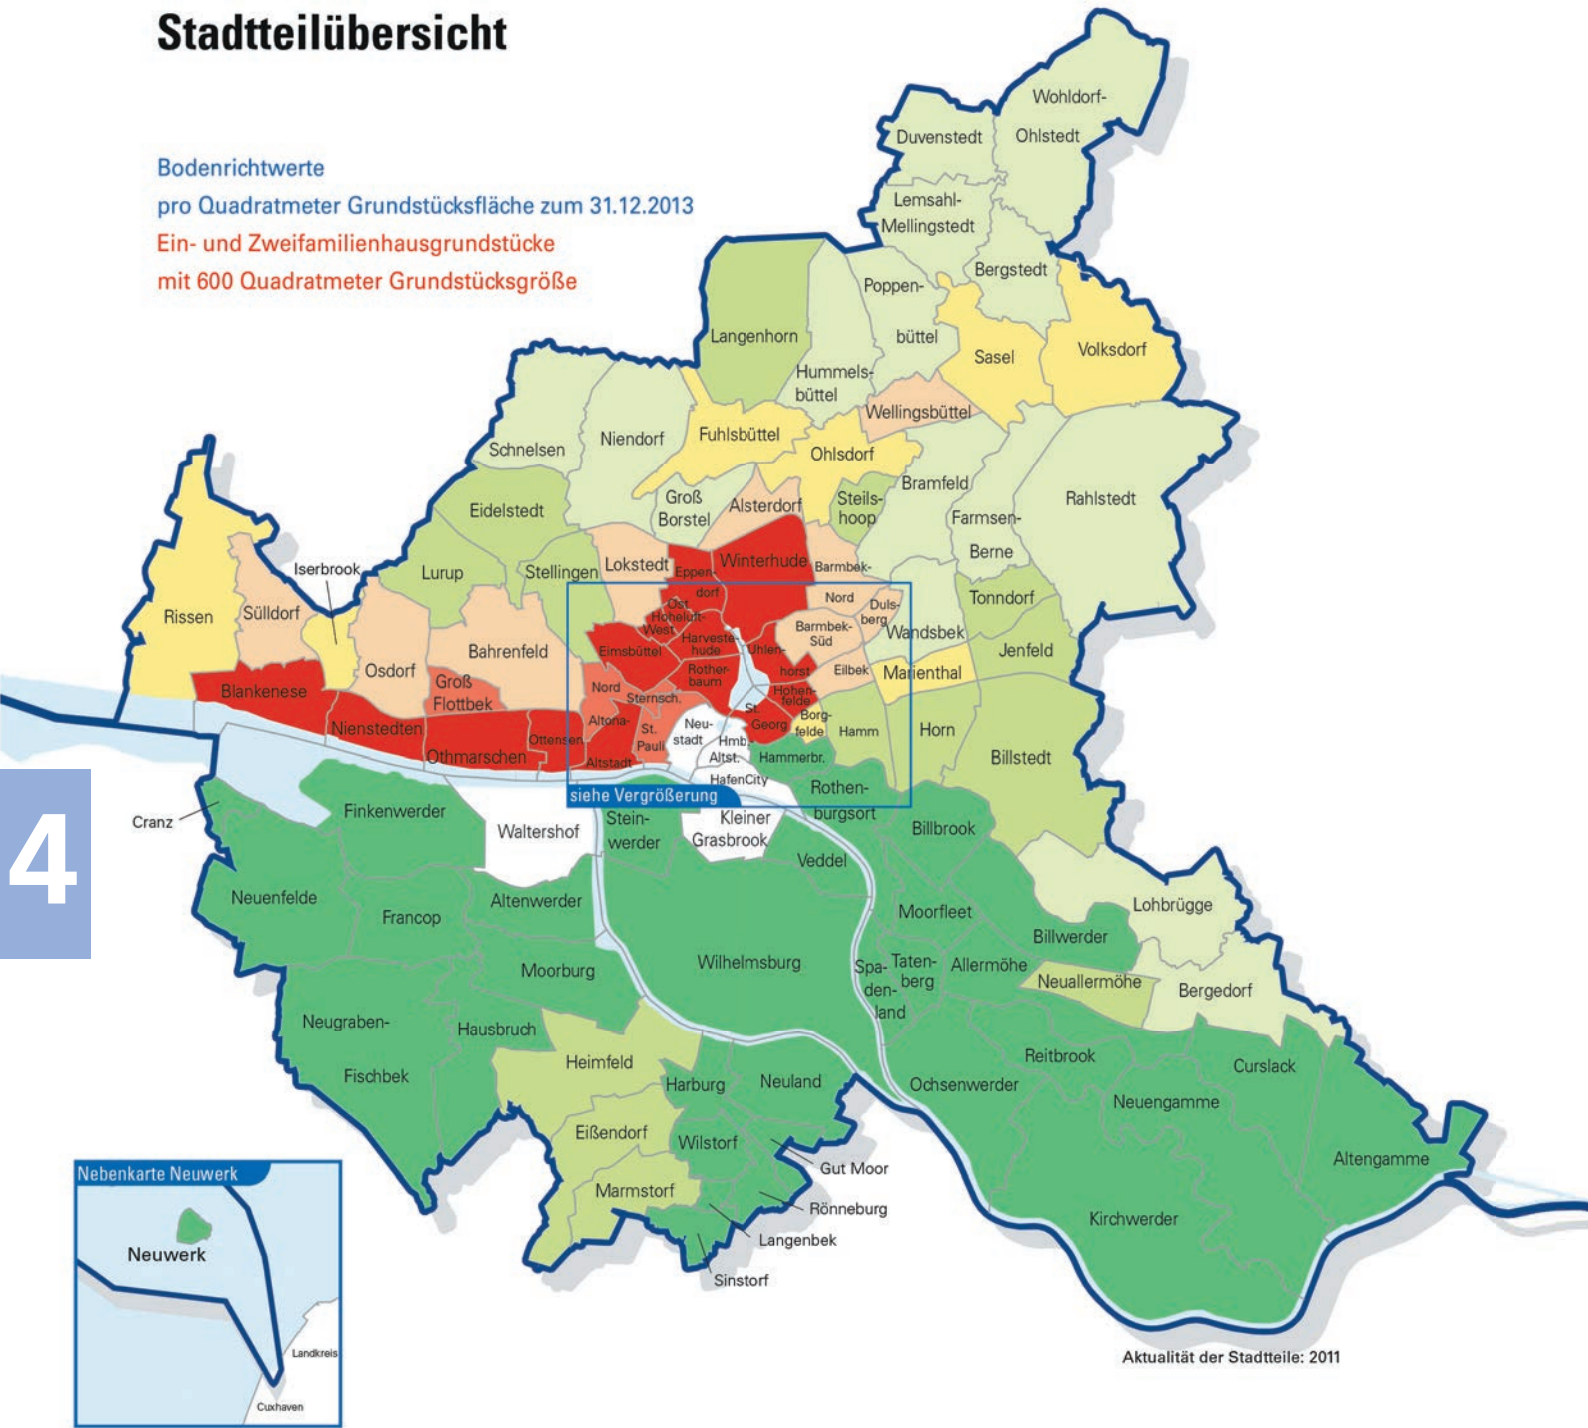 Stadtteilübersicht
Bodenrichtwerte
pro Quadratmeter Grundstücksfläche zum 31.12.2013
Ein- und Zweifamilienhausgrundstücke
mit 600 Quadratmeter Grundstücksgröße
Wohldorf-
Ohlstedt
Duvenstedt
Lemsahl-
Mellingstedt
Bergstedt
Poppen-
büttel
Langenhorn
Hummels-
büttel
Sasel
Volksdorf
Wellingsbüttel
Schnelsen
Niendorf
Fuhlsbüttel
Ohlsdorf
Bramfeld
Rahlstedt
Eidelstedt
Groß
Borstel
Alsterdorf
Steils-
hoop
Farmsen-
Berne
Iserbrook
Lurup
Stellingen
Lokstedt
Eppen-
dorf
Winterhude
Barmbek-
Nord
Rissen
Sülldorf
Ost
Hoheluft-
West
Duls-
berg
Tonndorf
Barmbek-
Süd
Wandsbek
Osdorf
Bahrenfeld
Eimsbüttel
Harveste-
hude
Uhlen-
horst
Jenfeld
Blankenese
Groß
Flottbek
Nord
Rother-
baum
Eilbek
Marienthal
Sternsch.
Hohen-
felde
Nienstedten
Othmarschen
Ottensen
Altona-
Altstadt
St.
Pauli
Neu-
stadt
Hmb.
Altst.
St.
Georg
Borg-
felde
Hamm
Horn
Billstedt
Hammerbr.
HafenCity
siehe Vergrößerung
Rothen-
burgsort
Cranz
Finkenwerder
Waltershof
Stein-
werder
Kleiner
Grasbrook
Billbrook
4
Veddel
Neuenfelde
Francop
Altenwerder
Moorfleet
Lohbrügge
Billwerder
Moorburg
Wilhelmsburg
Spa-
den-
land
Taten-
berg
Allermöhe
Neuallermöhe
Bergedorf
Neugraben-
Fischbek
Hausbruch
Heimfeld
Reitbrook
Curslack
Harburg
Neuland
Ochsenwerder
Neuengamme
Eißendorf
Wilstorf
Altengamme
Gut Moor
Marmstorf
Rönneburg
Kirchwerder
Langenbek
Sinstorf
Nebenkarte Neuwerk
Neuwerk
Landkreis
Cuxhaven
Aktualität der Stadtteile: 2011